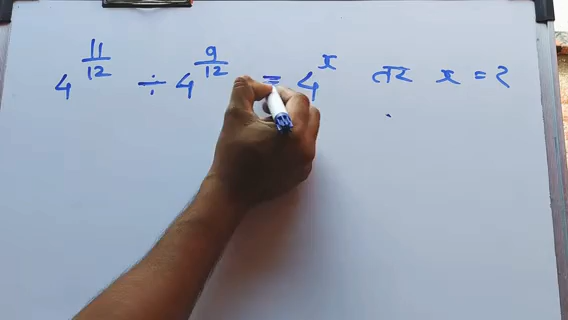 4^(11/12) ÷ 4^(9/12) = 4^x तर x = ?